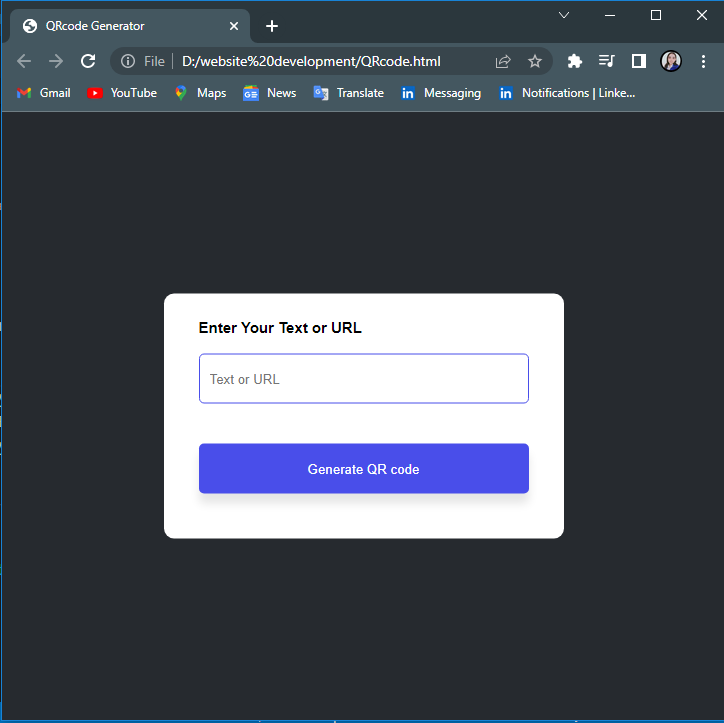 QRcode Generator
File D:/website%20development/QRcode.html
Gmail YouTube Maps News Translate Messaging Notifications | Linke...
Enter Your Text or URL
Text or URL
Generate QR code